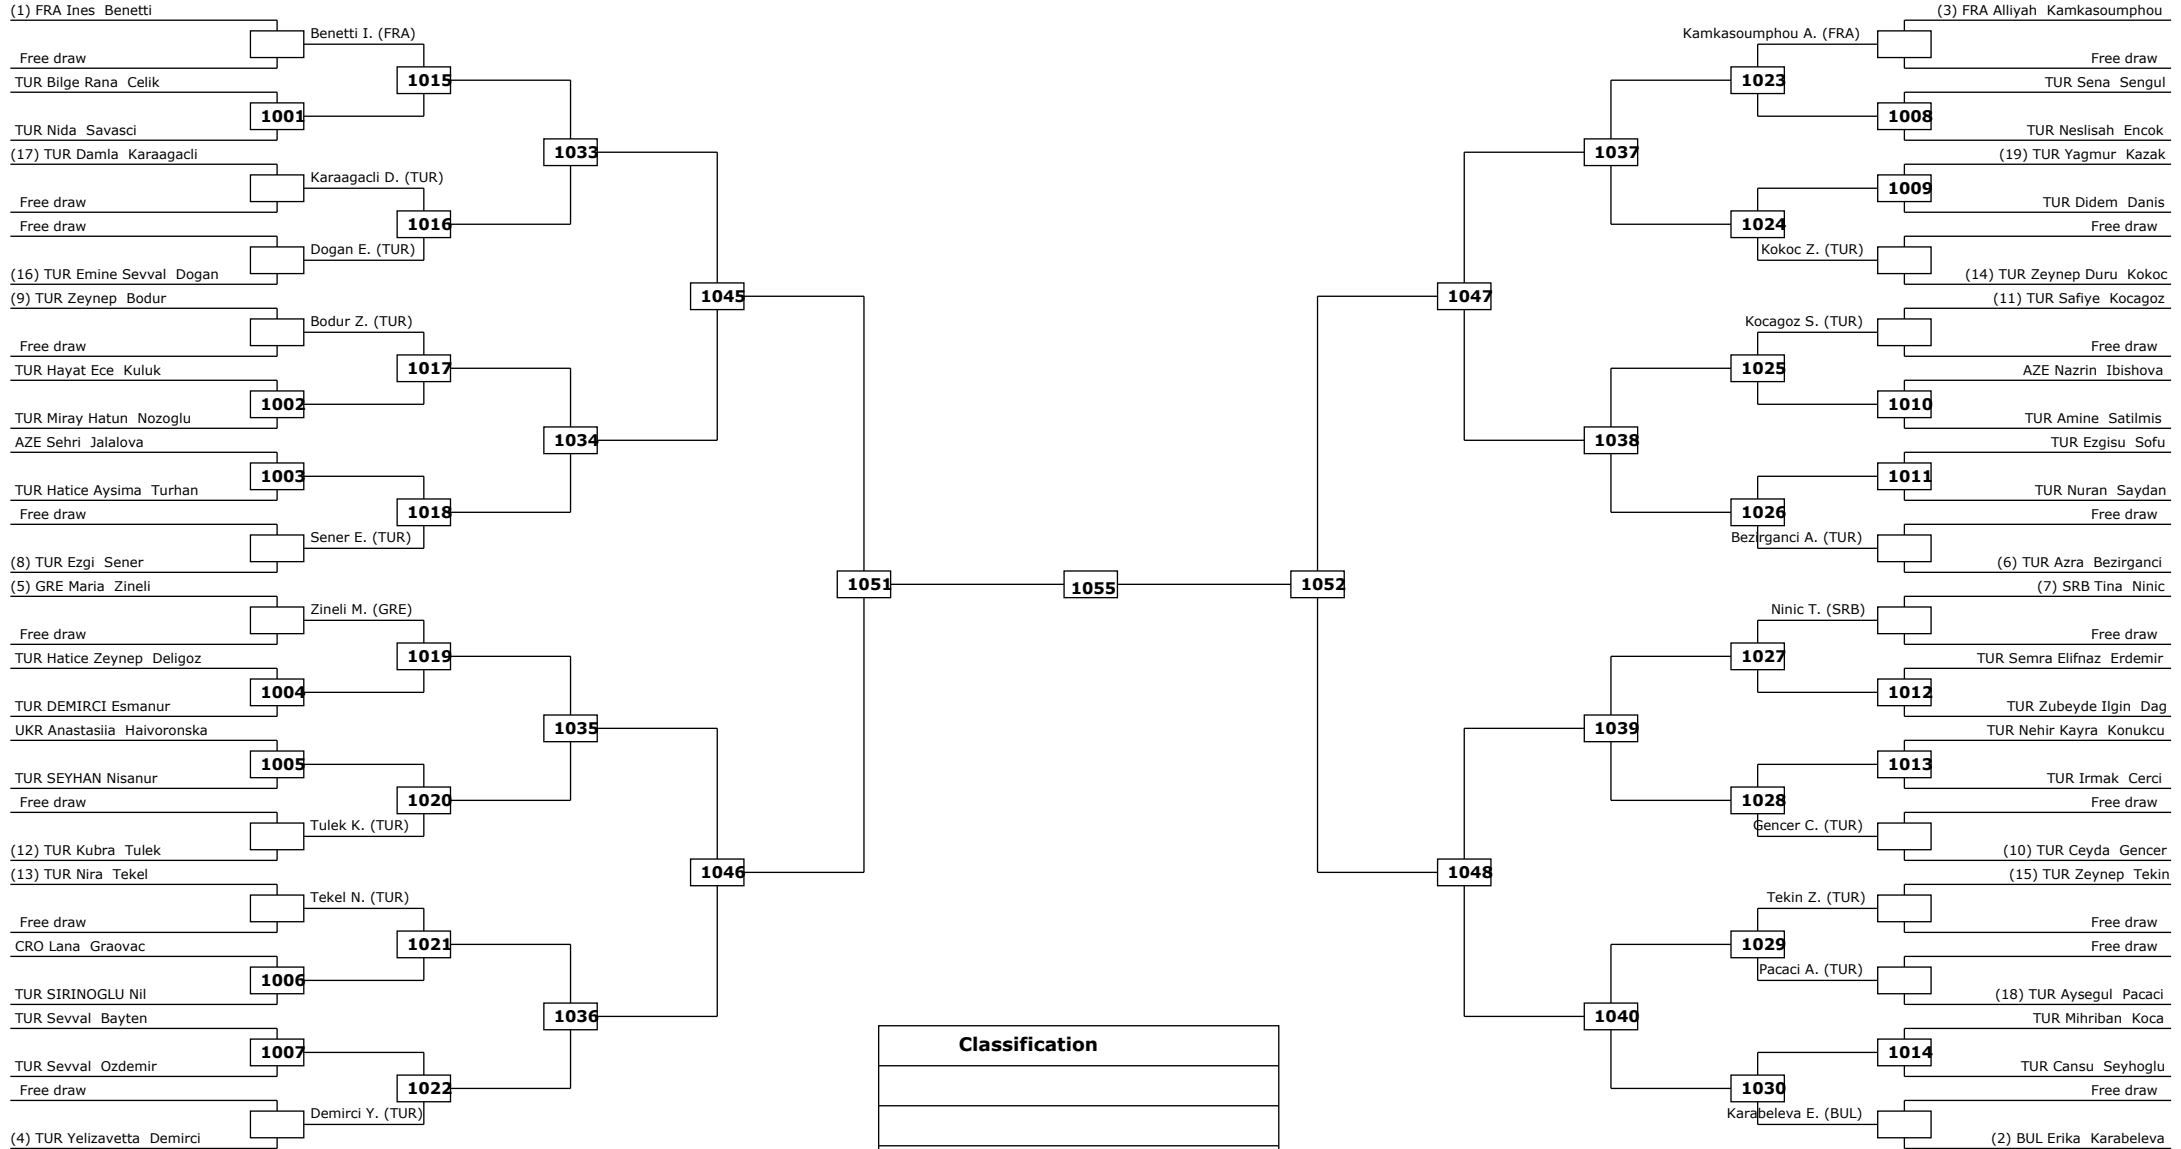 (1) FRA Ines Benetti
Free draw
Benetti I. (FRA)
TUR Bilge Rana Celik
1015
1001
TUR Nida Savasci
(17) TUR Damla Karaagacli
1033
Karaagacli D. (TUR)
Free draw
1016
Free draw
Dogan E. (TUR)
(16) TUR Emine Sevval Dogan
1045
(9) TUR Zeynep Bodur
Bodur Z. (TUR)
Free draw
1017
TUR Hayat Ece Kuluk
1002
TUR Miray Hatun Nozoglu
1034
AZE Sehri Jalalova
1003
TUR Hatice Aysima Turhan
1018
Free draw
Sener E. (TUR)
(8) TUR Ezgi Sener
1051
(5) GRE Maria Zineli
Zineli M. (GRE)
Free draw
1019
TUR Hatice Zeynep Deligoz
1004
TUR DEMIRCI Esmanur
1035
UKR Anastasiia Haivoronska
1005
TUR SEYHAN Nisanur
1020
Free draw
Tulek K. (TUR)
(12) TUR Kubra Tulek
1046
(13) TUR Nira Tekel
Tekel N. (TUR)
Free draw
1021
CRO Lana Graovac
1006
TUR SIRINOGLU Nil
1036
TUR Sevval Bayten
1007
TUR Sevval Ozdemir
1022
Free draw
Demirci Y. (TUR)
(4) TUR Yelizavetta Demirci
1055
Classification
(3) FRA Alliyah Kamkasoumphou
Kamkasoumphou A. (FRA)
Free draw
1023
TUR Sena Sengul
1008
TUR Neslisah Encok
1037
(19) TUR Yagmur Kazak
1009
TUR Didem Danis
1024
Free draw
Kokoc Z. (TUR)
(14) TUR Zeynep Duru Kokoc
1047
(11) TUR Safiye Kocagoz
Kocagoz S. (TUR)
Free draw
1025
AZE Nazrin Ibishova
1010
TUR Amine Satilmis
1038
TUR Ezgisu Sofu
1011
TUR Nuran Saydan
1026
Free draw
Bezirganci A. (TUR)
(6) TUR Azra Bezirganci
1052
(7) SRB Tina Ninic
Ninic T. (SRB)
Free draw
1027
TUR Semra Elifnaz Erdemir
1012
TUR Zubeyde Ilgin Dag
1039
TUR Nehir Kayra Konukcu
1013
TUR Irmak Cerci
1028
Free draw
Gencer C. (TUR)
(10) TUR Ceyda Gencer
1048
(15) TUR Zeynep Tekin
Tekin Z. (TUR)
Free draw
1029
Free draw
Pacaci A. (TUR)
(18) TUR Aysegul Pacaci
1040
TUR Mihriban Koca
1014
TUR Cansu Seyhoglu
1030
Free draw
Karabeleva E. (BUL)
(2) BUL Erika Karabeleva